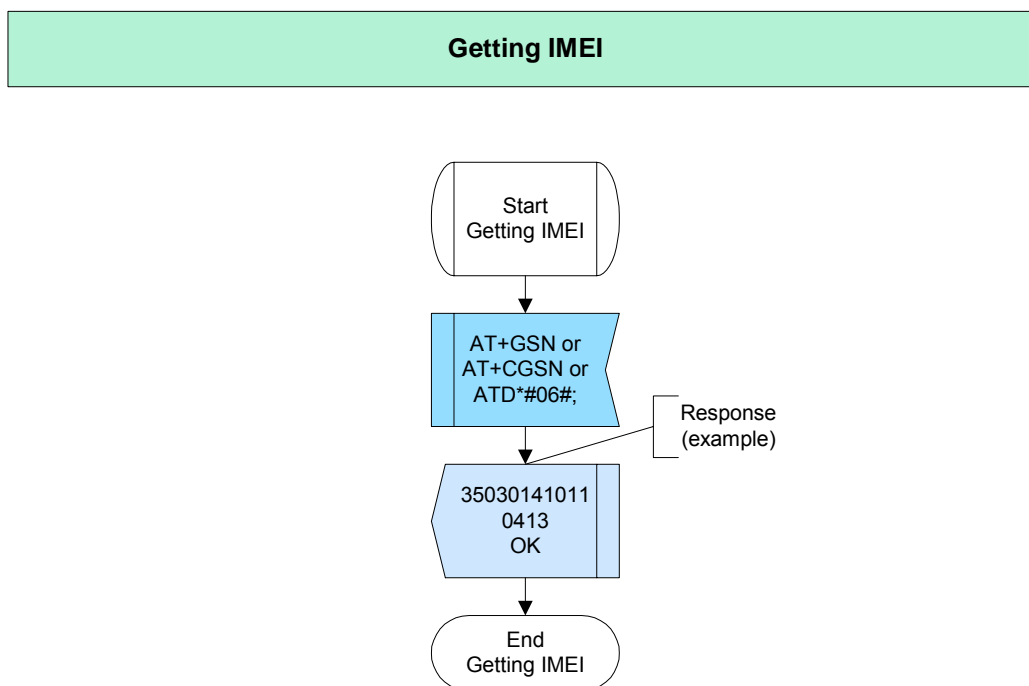 Getting IMEI
Start
Getting IMEI
AT+GSN or
AT+CGSN or
ATD*#06#;
Response
(example)
35030141011
0413
OK
End
Getting IMEI